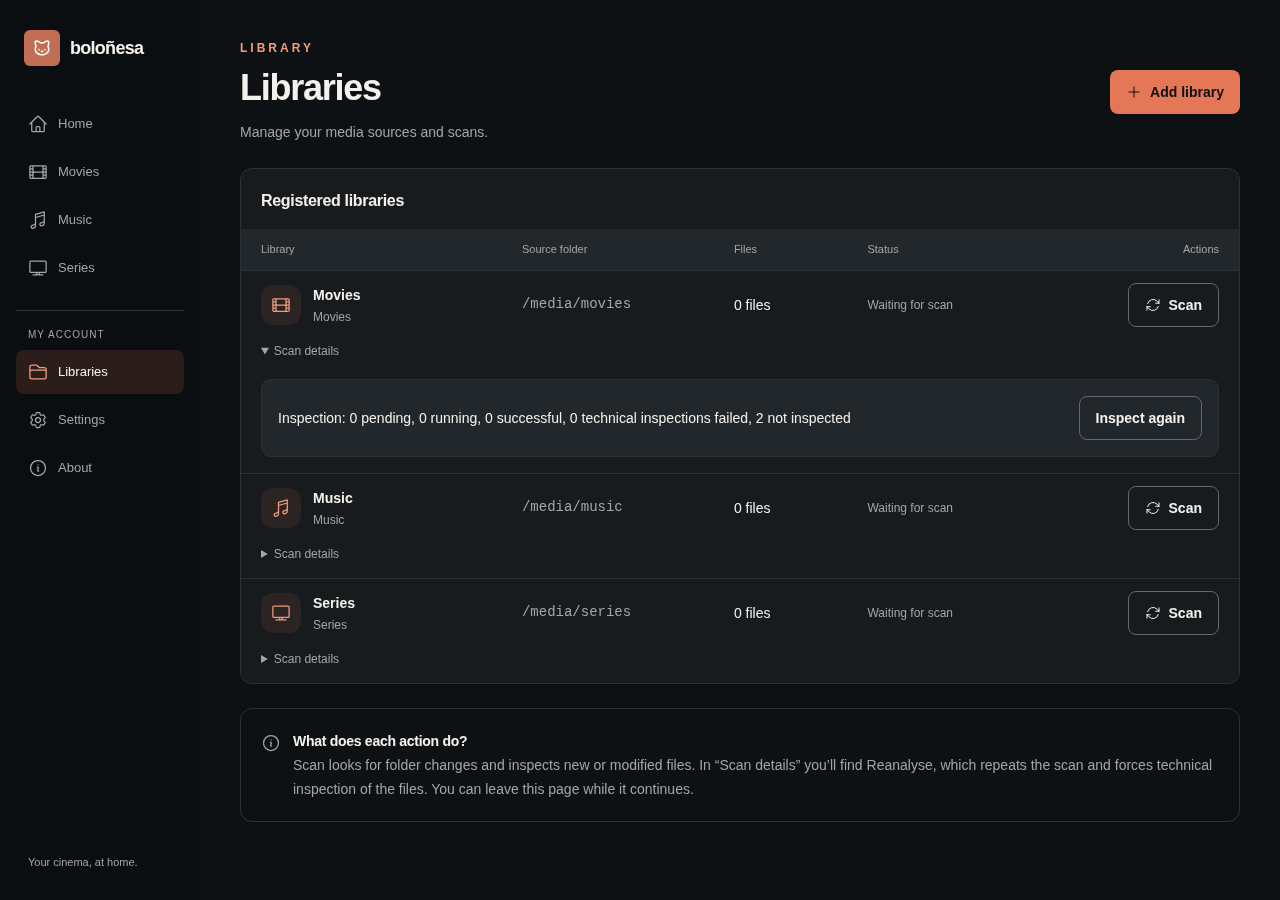 boloñesa
Home
Movies
Music
Series
MY ACCOUNT
Libraries
Settings
About
Your cinema, at home.
LIBRARY
Libraries
Manage your media sources and scans.
Add library
Registered libraries
Library Source folder Files Status Actions
Movies
Movies
/media/movies 0 files Waiting for scan Scan
Scan details
Inspection: 0 pending, 0 running, 0 successful, 0 technical inspections failed, 2 not inspected Inspect again
Music
Music
/media/music 0 files Waiting for scan Scan
Scan details
Series
Series
/media/series 0 files Waiting for scan Scan
Scan details
What does each action do?
Scan looks for folder changes and inspects new or modified files. In “Scan details” you’ll find Reanalyse, which repeats the scan and forces technical
inspection of the files. You can leave this page while it continues.